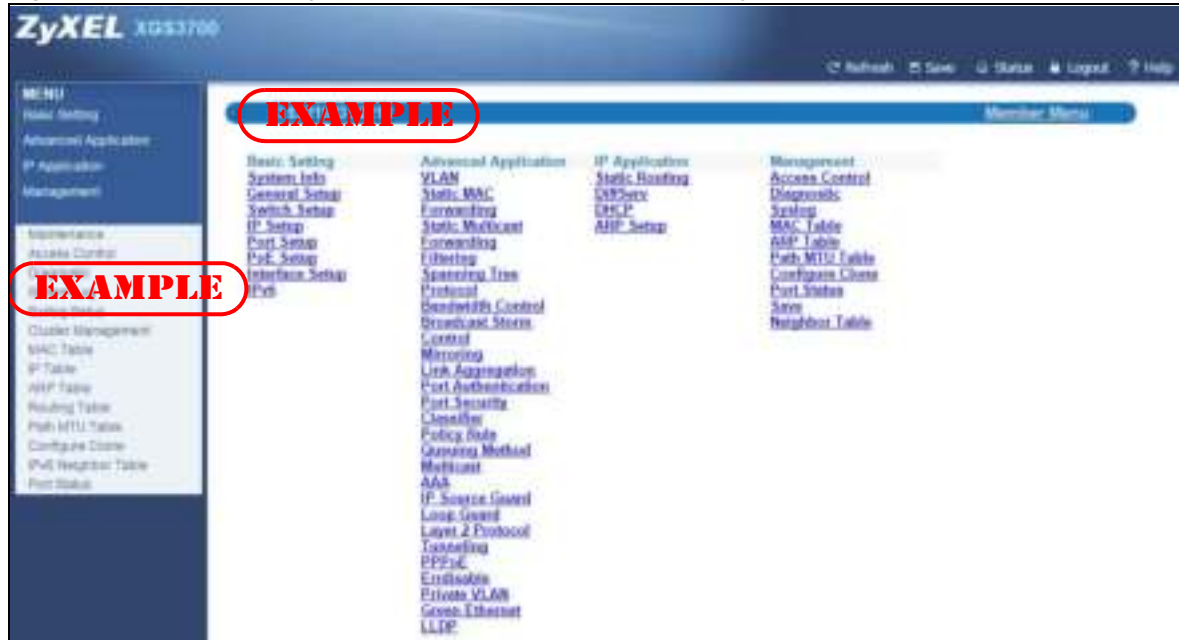 ZyXEL XGS3700
Refresh Save Status Logout Help
MENU
Basic Setting
Advanced Application
IP Application
Management
Maintenance
Access Control
EXAMPLE
Cluster Management
MAC Table
IP Table
ARP Table
Routing Table
Path MTU Table
Configure Clone
IPv6 Neighbor Table
Port Status
EXAMPLE
Member Menu
Basic Setting
System Info
General Setup
Switch Setup
IP Setup
Port Setup
PoE Setup
Interface Setup
IPv6
Advanced Application
VLAN
Static MAC
Forwarding
Static Multicast
Forwarding
Filtering
Spanning Tree
Protocol
Bandwidth Control
Broadcast Storm
Control
Mirroring
Link Aggregation
Port Authentication
Port Security
Classifier
Policy Rule
Queuing Method
Multicast
AAA
IP Source Guard
Loop Guard
Layer 2 Protocol
Tunneling
PPPoE
Errdisable
Private VLAN
Green Ethernet
LLDP
IP Application
Static Routing
DiffServ
DHCP
ARP Setup
Management
Access Control
Diagnostic
Syslog
MAC Table
ARP Table
Path MTU Table
Configure Clone
Port Status
Save
Neighbor Table